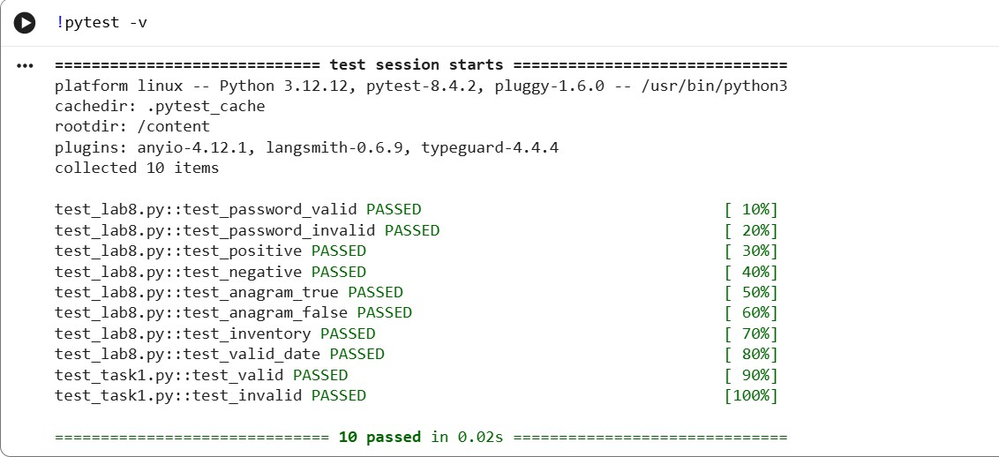 !pytest -v
============================= test session starts ==============================
platform linux -- Python 3.12.12, pytest-8.4.2, pluggy-1.6.0 -- /usr/bin/python3
cachedir: .pytest_cache
rootdir: /content
plugins: anyio-4.12.1, langsmith-0.6.9, typeguard-4.4.4
collected 10 items
test_lab8.py::test_password_valid PASSED [ 10%]
test_lab8.py::test_password_invalid PASSED [ 20%]
test_lab8.py::test_positive PASSED [ 30%]
test_lab8.py::test_negative PASSED [ 40%]
test_lab8.py::test_anagram_true PASSED [ 50%]
test_lab8.py::test_anagram_false PASSED [ 60%]
test_lab8.py::test_inventory PASSED [ 70%]
test_lab8.py::test_valid_date PASSED [ 80%]
test_task1.py::test_valid PASSED [ 90%]
test_task1.py::test_invalid PASSED [100%]
============================== 10 passed in 0.02s ==============================